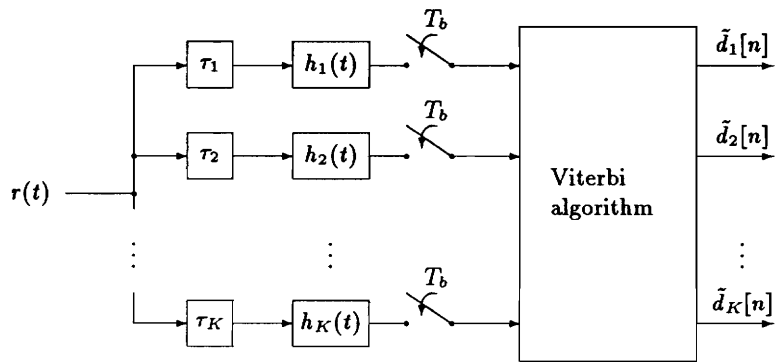 T_b
τ_1 h_1(t) d̃_1[n]
T_b
τ_2 h_2(t) d̃_2[n]
r(t)
Viterbi
algorithm
⋮ ⋮ ⋮
T_b
τ_K h_K(t) d̃_K[n]